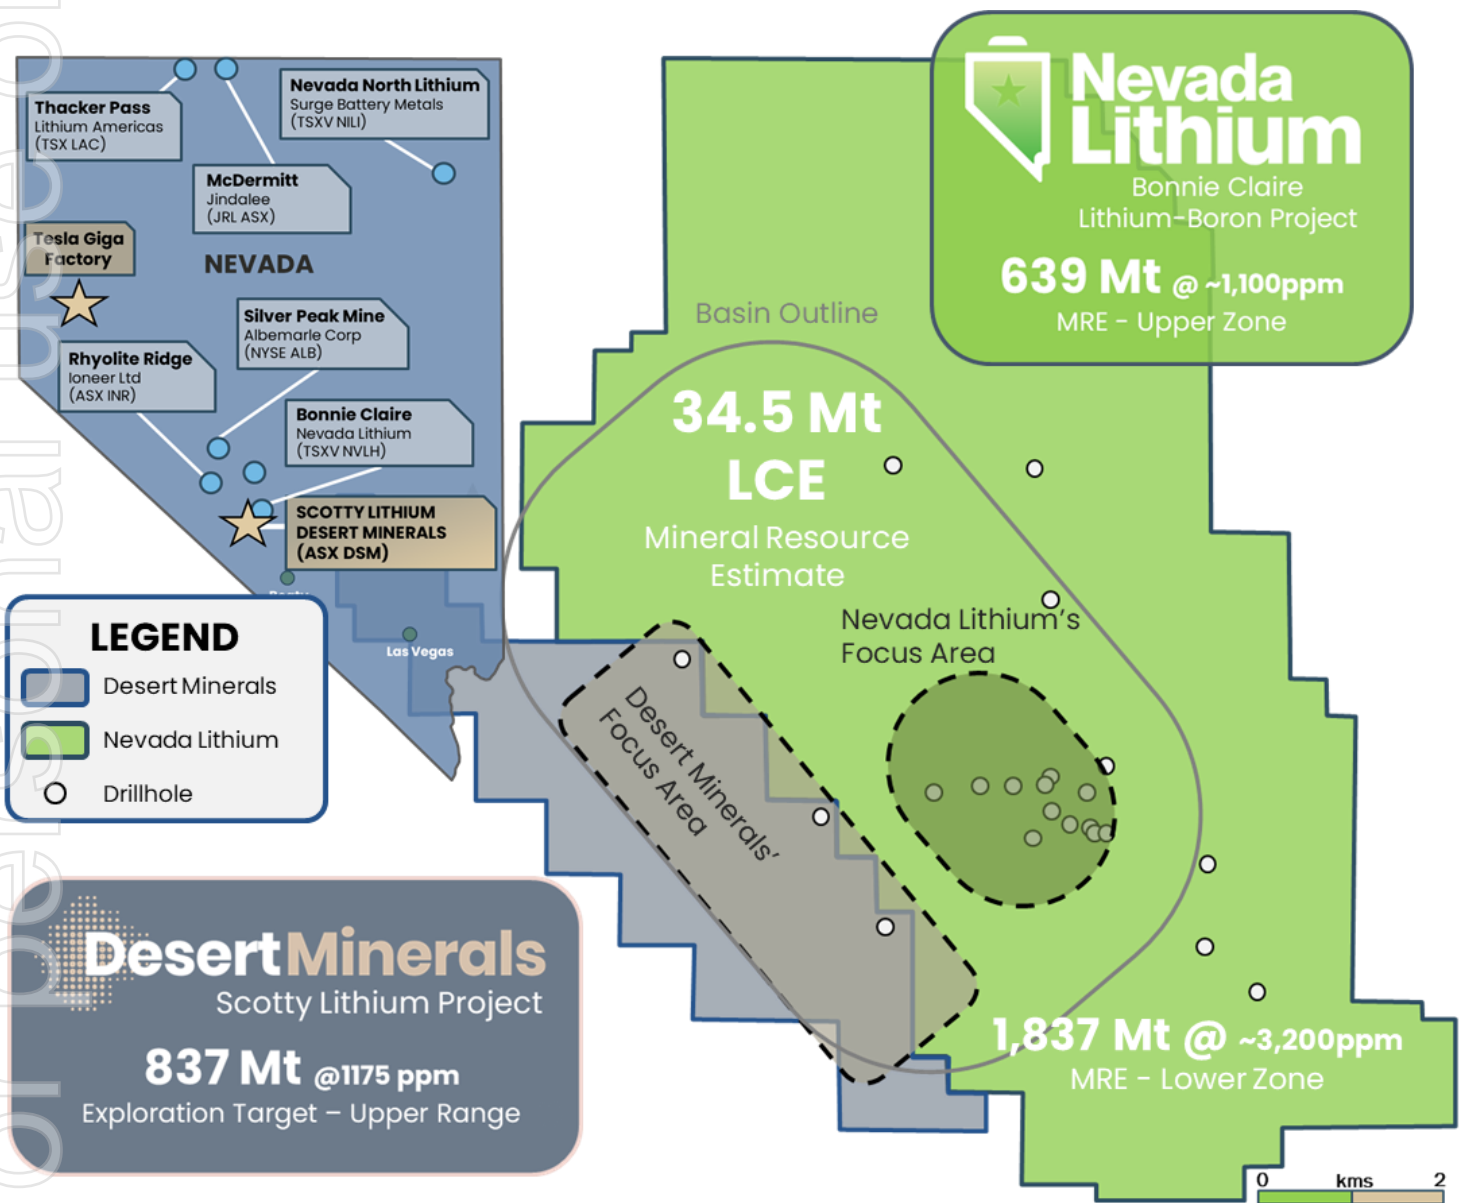 Thacker Pass
Lithium Americas
(TSX LAC)
Nevada North Lithium
Surge Battery Metals
(TSXV NILI)
McDermitt
Jindalee
(JRL ASX)
Tesla Giga
Factory
NEVADA
Silver Peak Mine
Albemarle Corp
(NYSE ALB)
Rhyolite Ridge
Ioneer Ltd
(ASX INR)
Bonnie Claire
Nevada Lithium
(TSXV NVLH)
SCOTTY LITHIUM
DESERT MINERALS
(ASX DSM)
Las Vegas
LEGEND
Desert Minerals
Nevada Lithium
Drillhole
Desert Minerals
Scotty Lithium Project
837 Mt @1175 ppm
Exploration Target – Upper Range
Nevada
Lithium
Bonnie Claire
Lithium-Boron Project
639 Mt @ ~1,100ppm
MRE - Upper Zone
Basin Outline
34.5 Mt
LCE
Mineral Resource
Estimate
Nevada Lithium's
Focus Area
Desert Minerals'
Focus Area
1,837 Mt @ ~3,200ppm
MRE - Lower Zone
0 kms 2
or personal use o